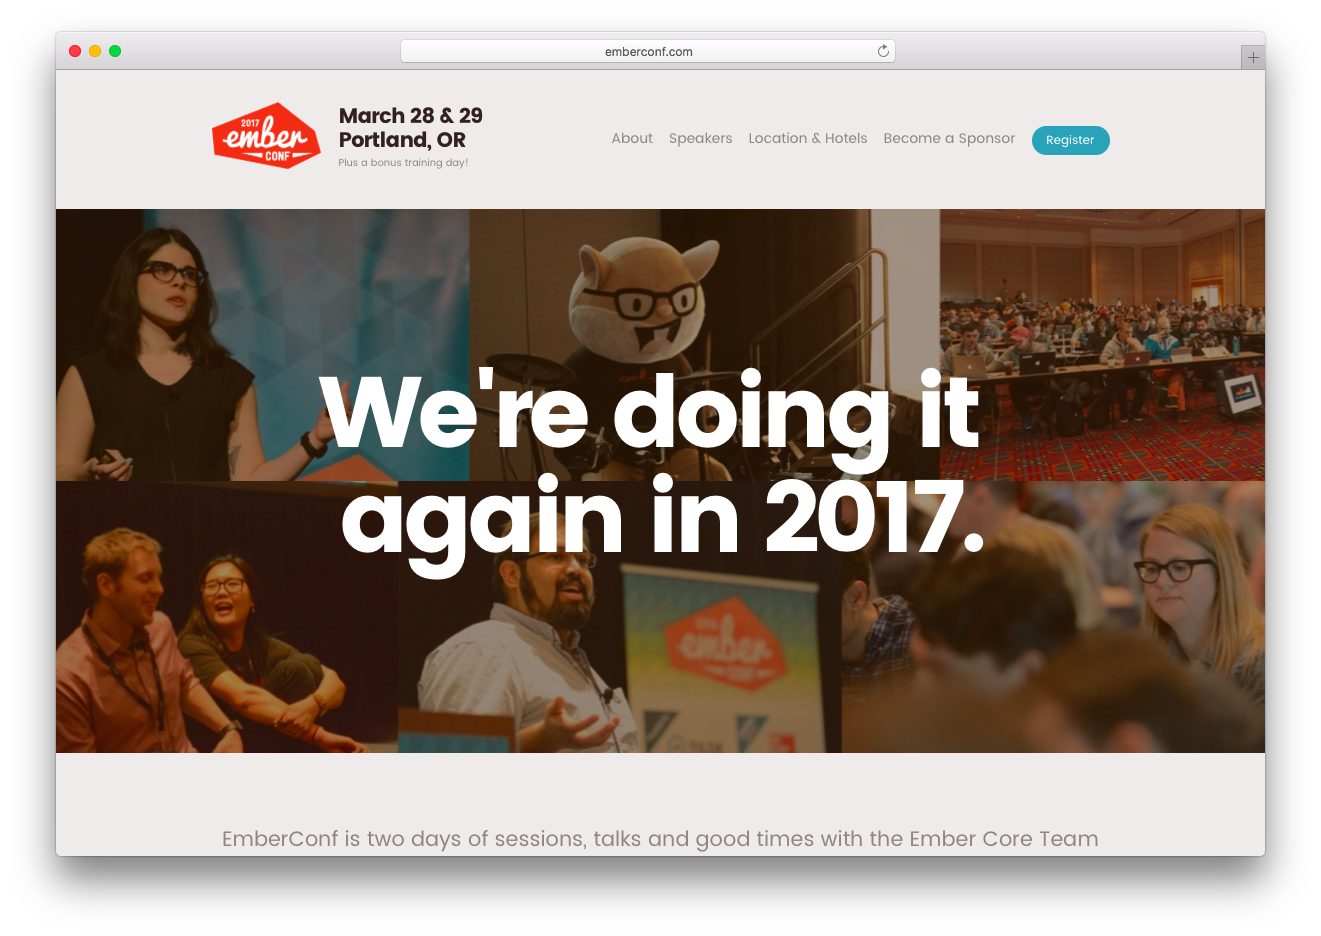 emberconf.com
2017
ember
CONF
March 28 & 29
Portland, OR
Plus a bonus training day!
About Speakers Location & Hotels Become a Sponsor Register
We're doing it
again in 2017.
ember
CONF
EmberConf is two days of sessions, talks and good times with the Ember Core Team